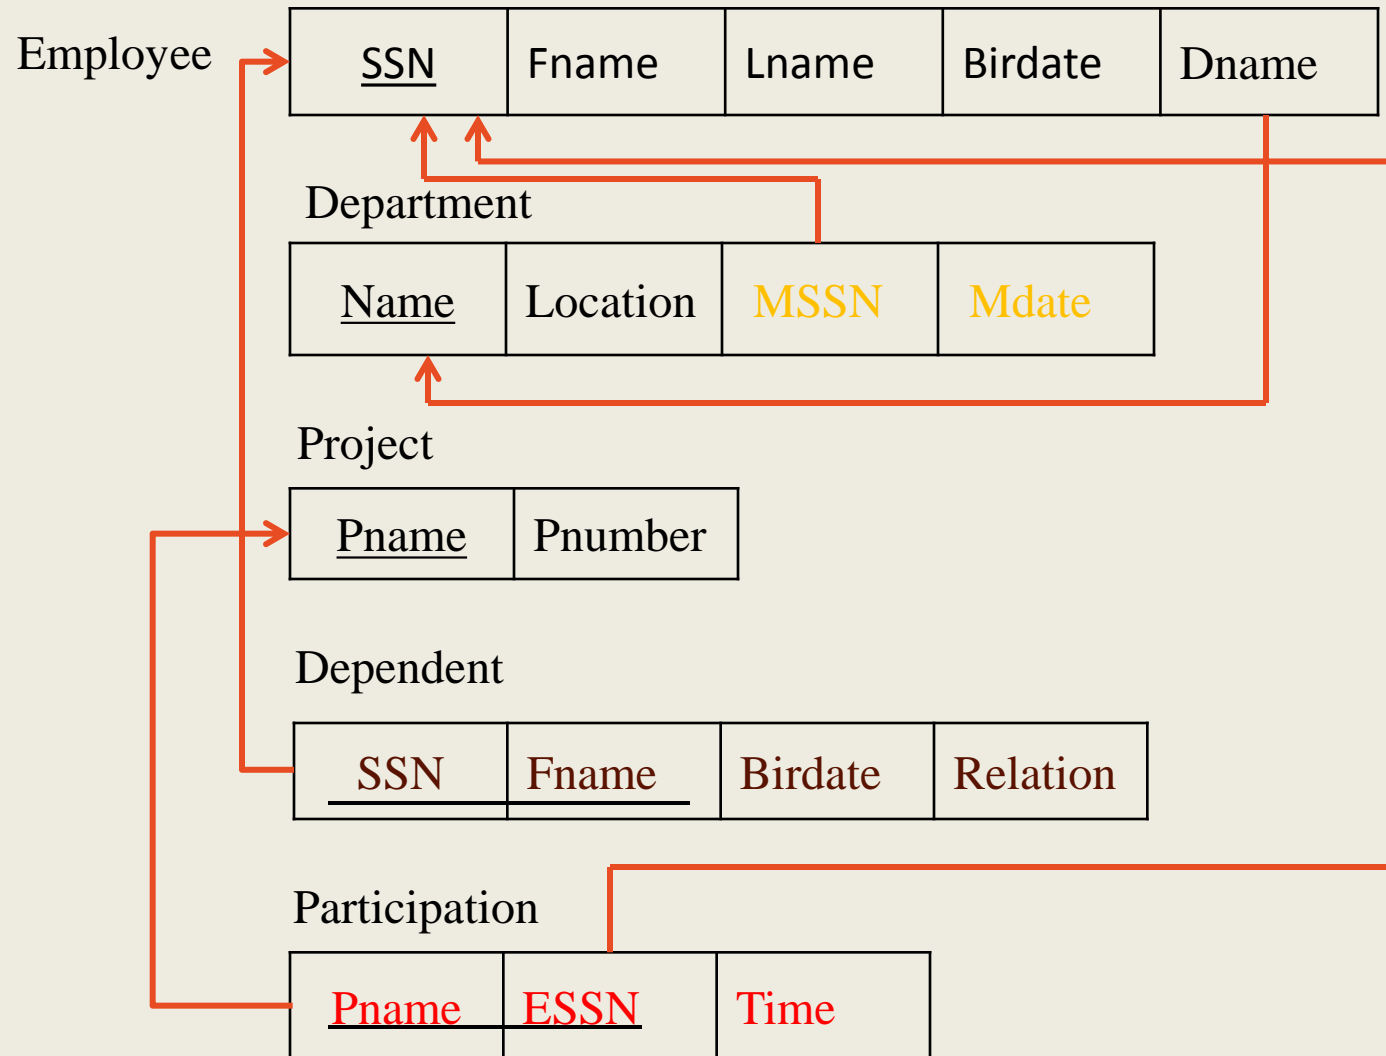 Employee
SSN Fname Lname Birdate Dname
Department
Name Location MSSN Mdate
Project
Pname Pnumber
Dependent
SSN Fname Birdate Relation
Participation
Pname ESSN Time